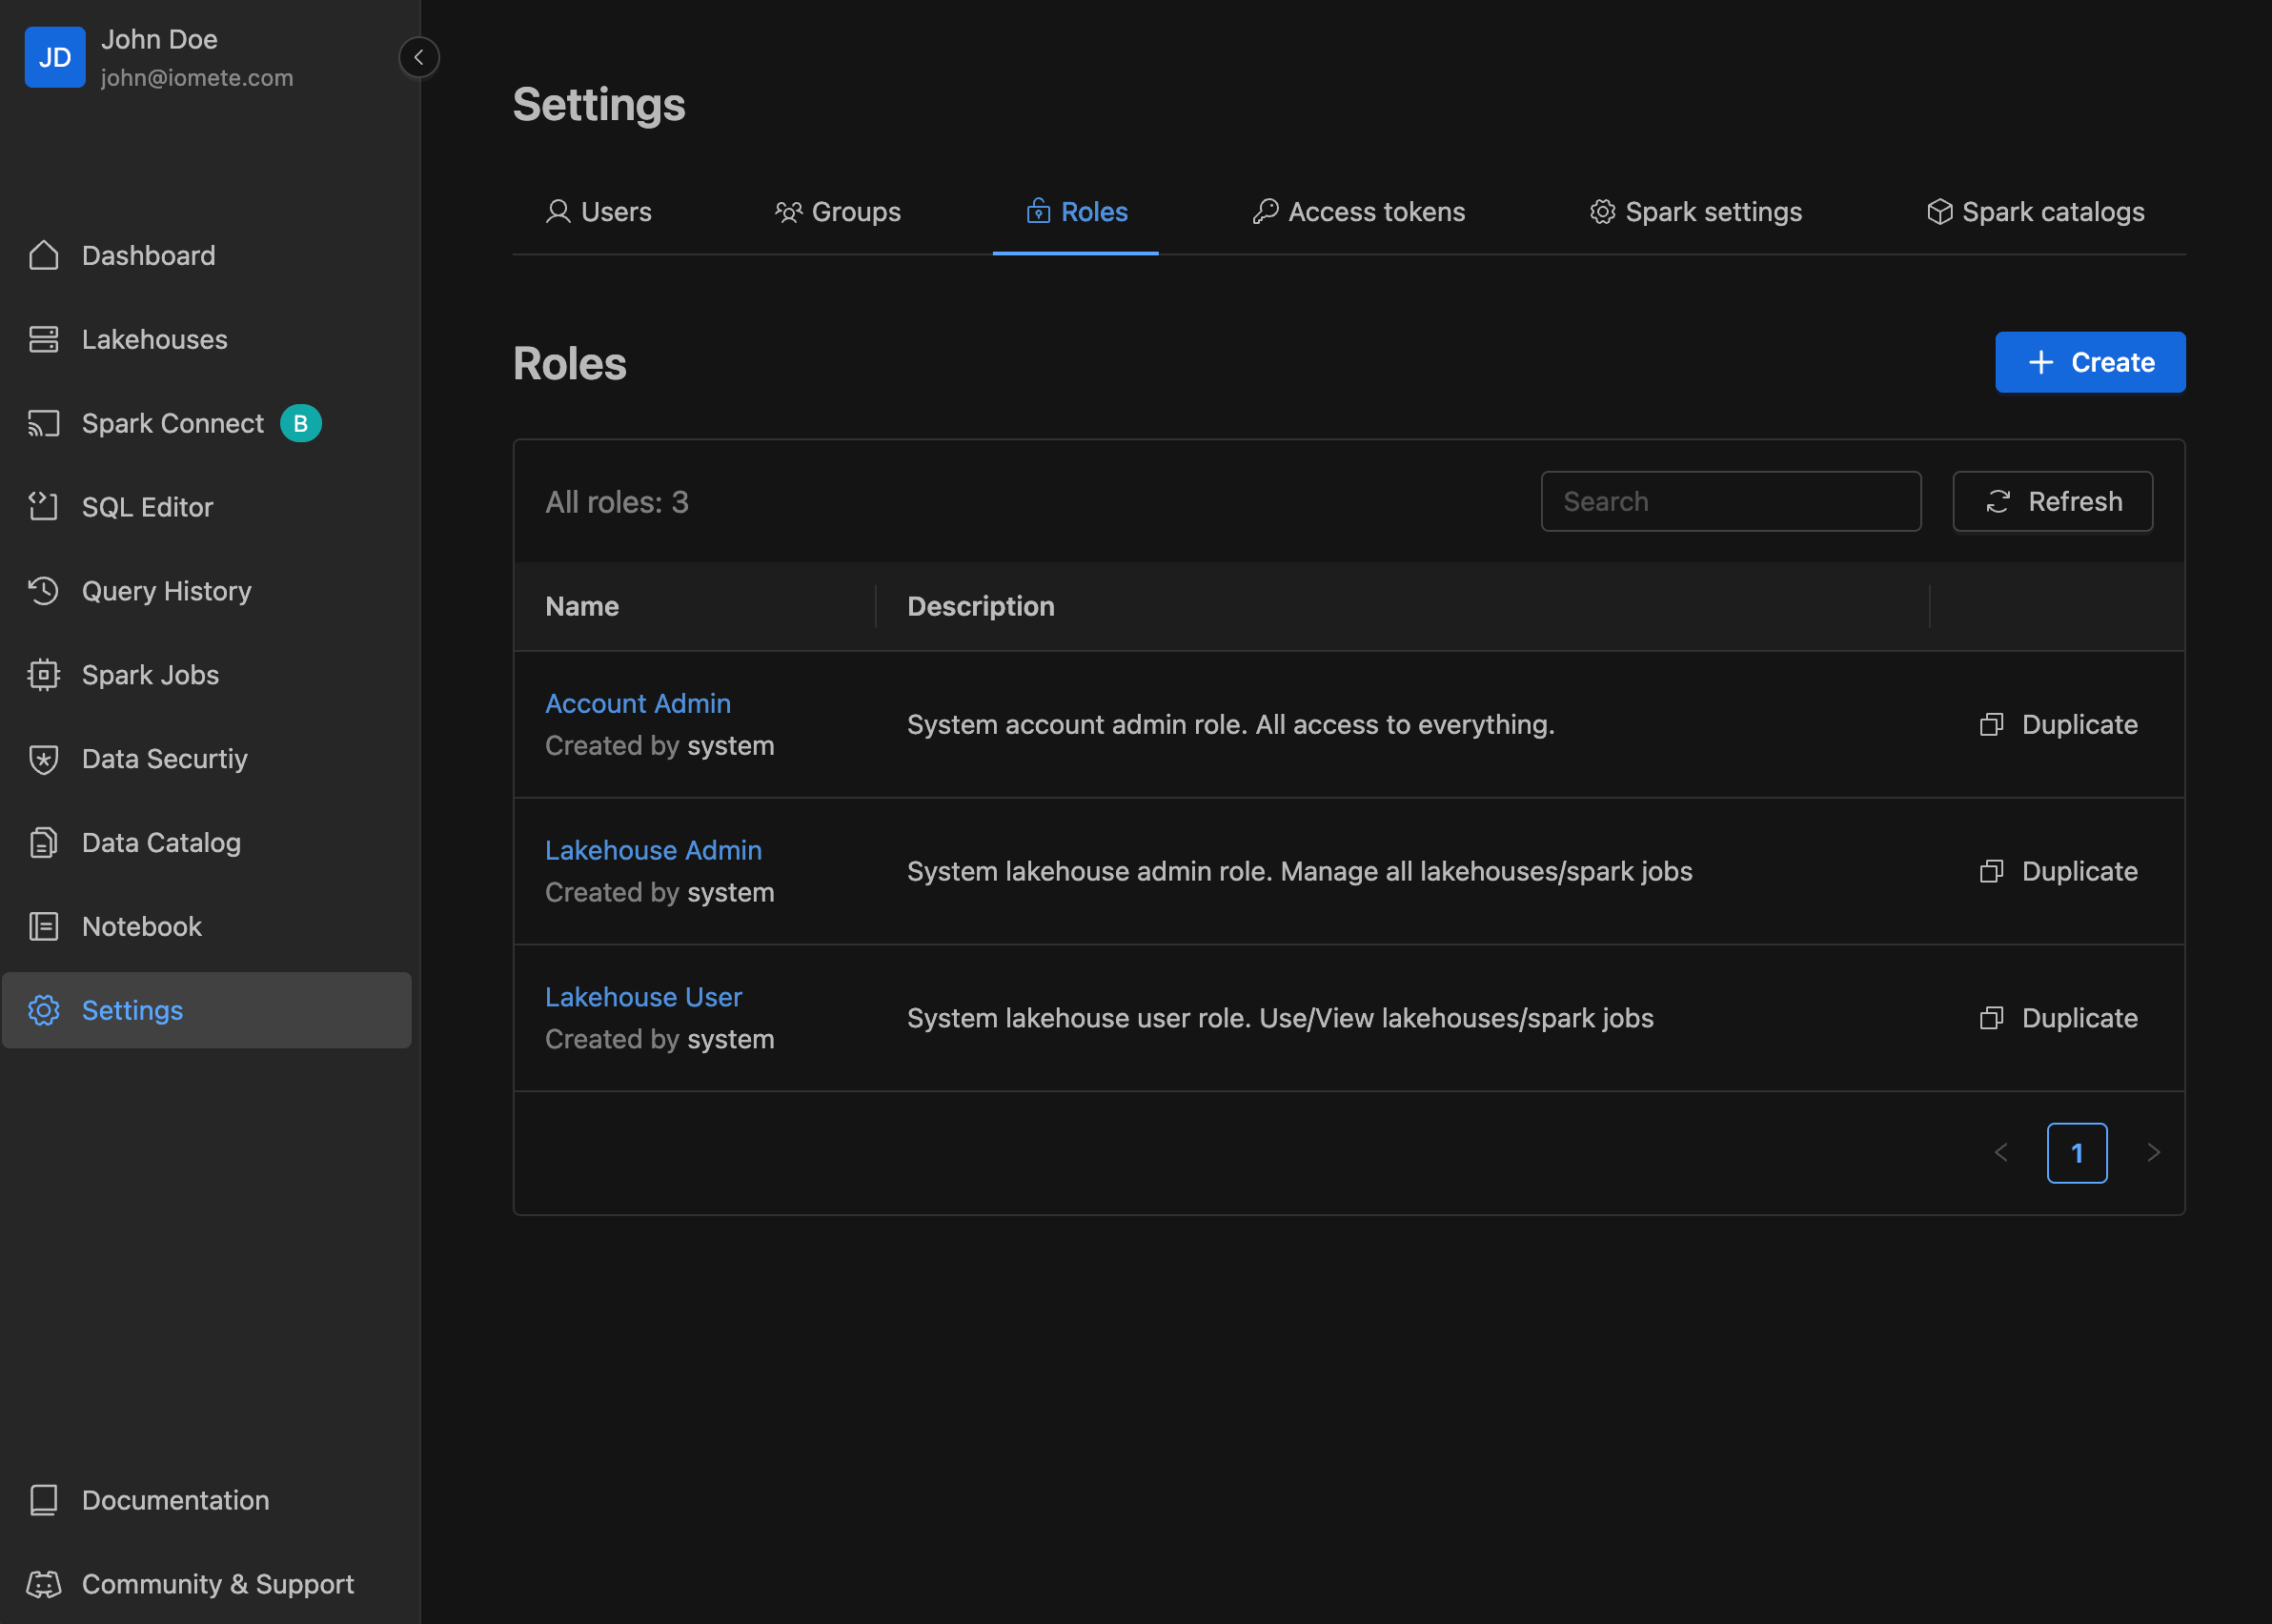 JD
John Doe
john@iomete.com
Dashboard
Lakehouses
Spark Connect B
SQL Editor
Query History
Spark Jobs
Data Securtiy
Data Catalog
Notebook
Settings
Documentation
Community & Support
Settings
Users Groups Roles Access tokens Spark settings Spark catalogs
Roles
Create
All roles: 3
Search
Refresh
Name Description
Account Admin
Created by system
System account admin role. All access to everything.
Duplicate
Lakehouse Admin
Created by system
System lakehouse admin role. Manage all lakehouses/spark jobs
Duplicate
Lakehouse User
Created by system
System lakehouse user role. Use/View lakehouses/spark jobs
Duplicate
1